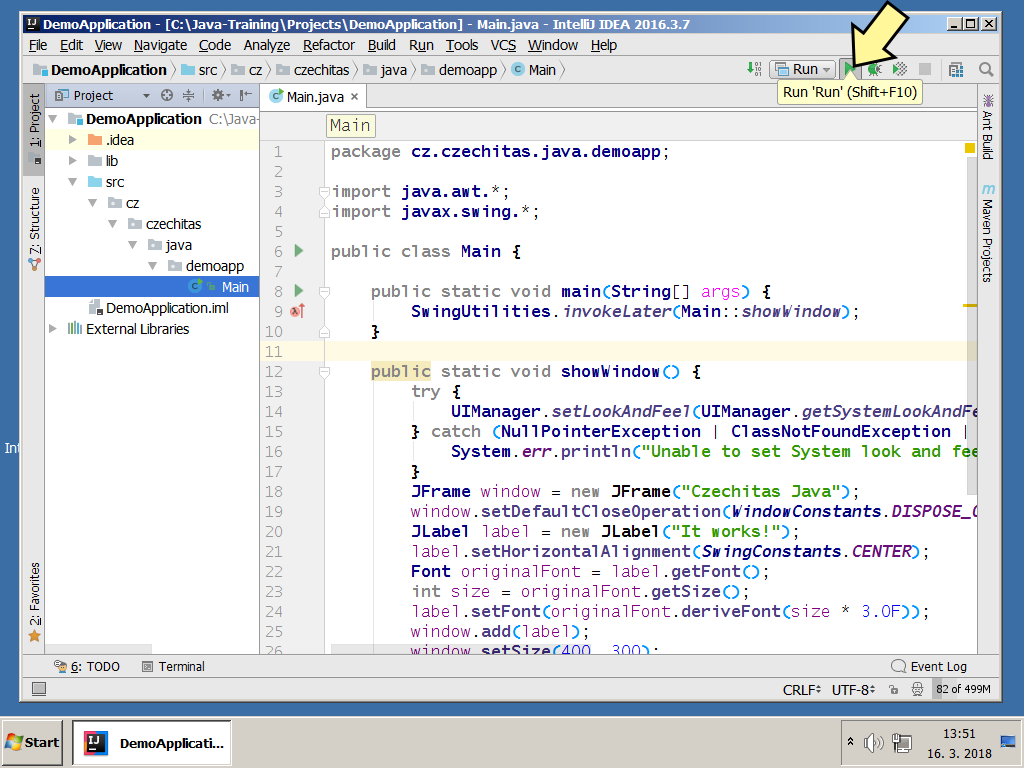 DemoApplication - [C:\Java-Training\Projects\DemoApplication] - Main.java - IntelliJ IDEA 2016.3.7
File Edit View Navigate Code Analyze Refactor Build Run Tools VCS Window Help
DemoApplication src cz czechitas java demoapp Main Run
Run 'Run' (Shift+F10)
Project
Main.java
1: Project
7: Structure
2: Favorites
Ant Build
Maven Projects
DemoApplication C:\Java-
.idea
lib
src
cz
czechitas
java
demoapp
Main
DemoApplication.iml
External Libraries
Main
1 package cz.czechitas.java.demoapp;
2
3 import java.awt.*;
4 import javax.swing.*;
5
6 public class Main {
7
8 public static void main(String[] args) {
9 SwingUtilities.invokeLater(Main::showWindow);
10 }
11
12 public static void showWindow() {
13 try {
14 UIManager.setLookAndFeel(UIManager.getSystemLookAndFe
15 } catch (NullPointerException | ClassNotFoundException |
16 System.err.println("Unable to set System look and fee
17 }
18 JFrame window = new JFrame("Czechitas Java");
19 window.setDefaultCloseOperation(WindowConstants.DISPOSE_C
20 JLabel label = new JLabel("It works!");
21 label.setHorizontalAlignment(SwingConstants.CENTER);
22 Font originalFont = label.getFont();
23 int size = originalFont.getSize();
24 label.setFont(originalFont.deriveFont(size * 3.0F));
25 window.add(label);
26 window.setSize(400, 300);
Int
6: TODO Terminal Event Log
CRLF UTF-8 82 of 499M
Start DemoApplicati...
13:51
16. 3. 2018